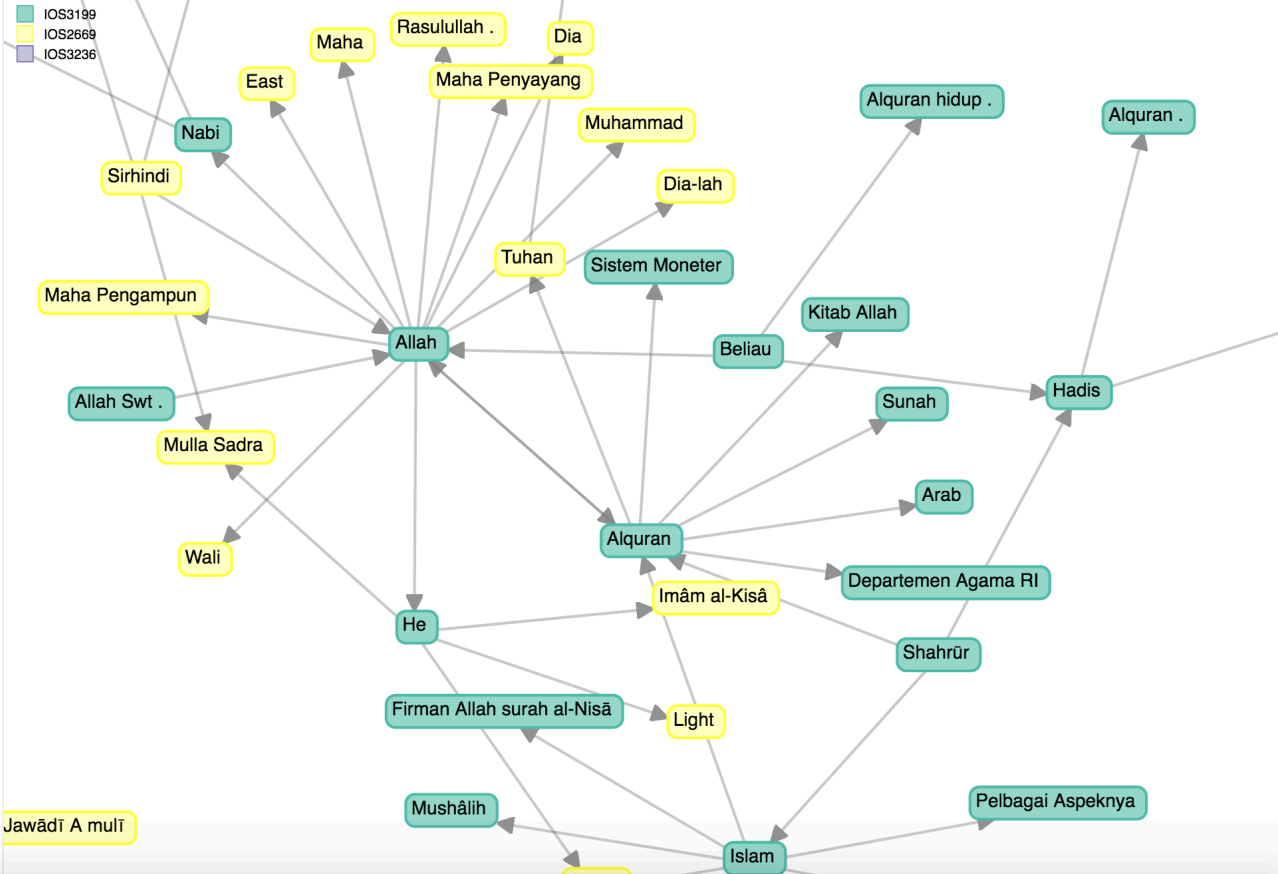 IOS3199
IOS2669
IOS3236
Rasulullah .
Dia
Maha
East
Maha Penyayang
Alquran hidup .
Alquran .
Muhammad
Nabi
Sirhindi
Dia-lah
Tuhan
Sistem Moneter
Maha Pengampun
Kitab Allah
Allah
Beliau
Hadis
Allah Swt .
Sunah
Mulla Sadra
Arab
Alquran
Wali
Departemen Agama RI
Imâm al-Kisâ
He
Shahrūr
Firman Allah surah al-Nisā
Light
Mushâlih
Pelbagai Aspeknya
Jawādī A mulī
Islam